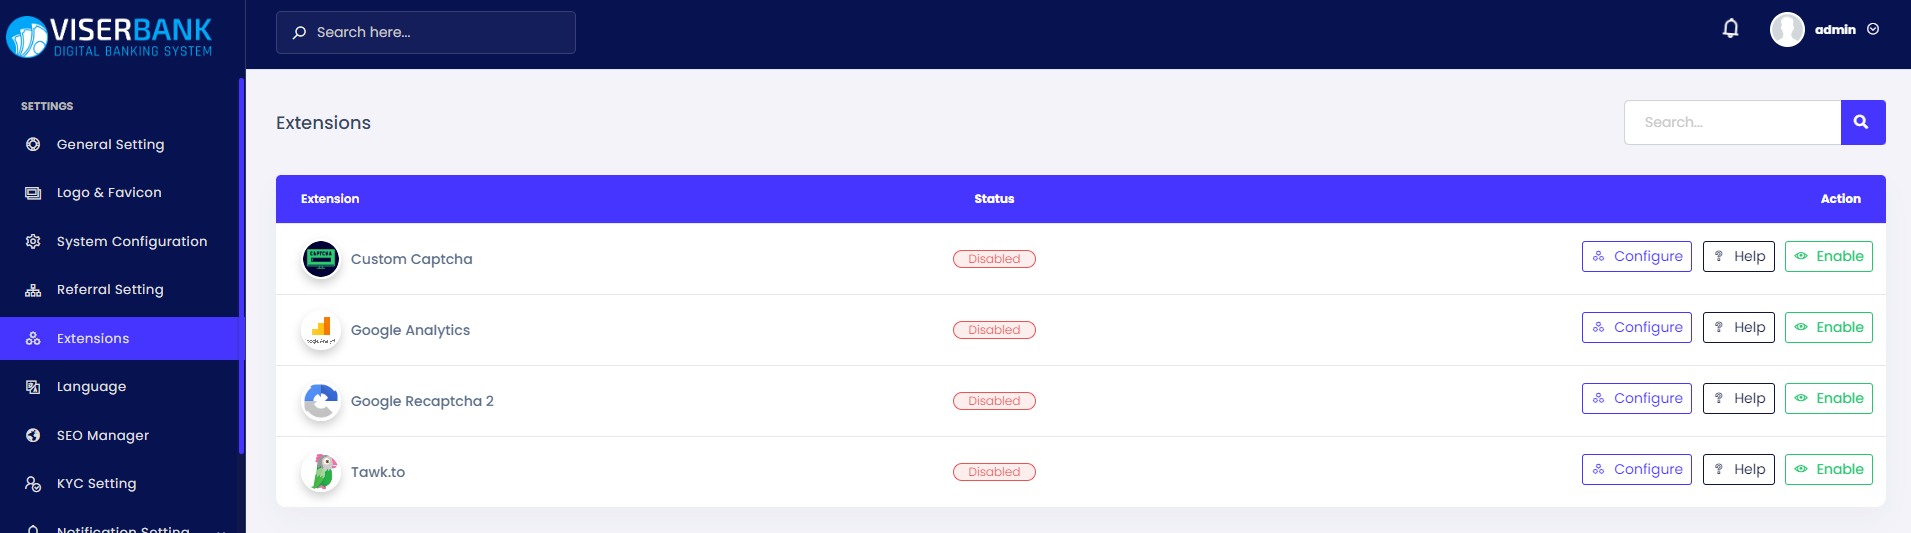 VISERBANK
DIGITAL BANKING SYSTEM
Search here...
admin
SETTINGS
General Setting
Logo & Favicon
System Configuration
Referral Setting
Extensions
Language
SEO Manager
KYC Setting
Notification Setting
Extensions
Search...
Extension Status Action
CAPTCHA
Custom Captcha Disabled Configure Help Enable
Google Analytics Disabled Configure Help Enable
Google Recaptcha 2 Disabled Configure Help Enable
Tawk.to Disabled Configure Help Enable